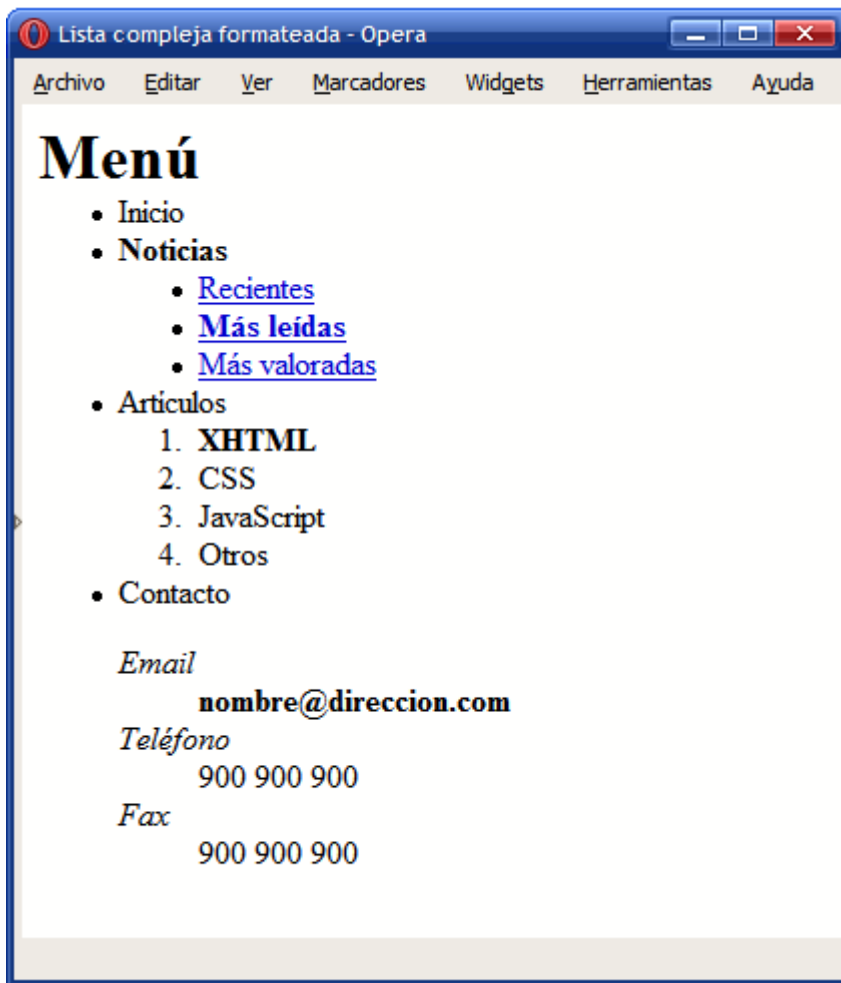 Lista compleja formateada - Opera
Archivo Editar Ver Marcadores Widgets Herramientas Ayuda
Menú
• Inicio
• Noticias
• Recientes
• Más leídas
• Más valoradas
• Artículos
1. XHTML
2. CSS
3. JavaScript
4. Otros
• Contacto
Email
nombre@direccion.com
Teléfono
900 900 900
Fax
900 900 900